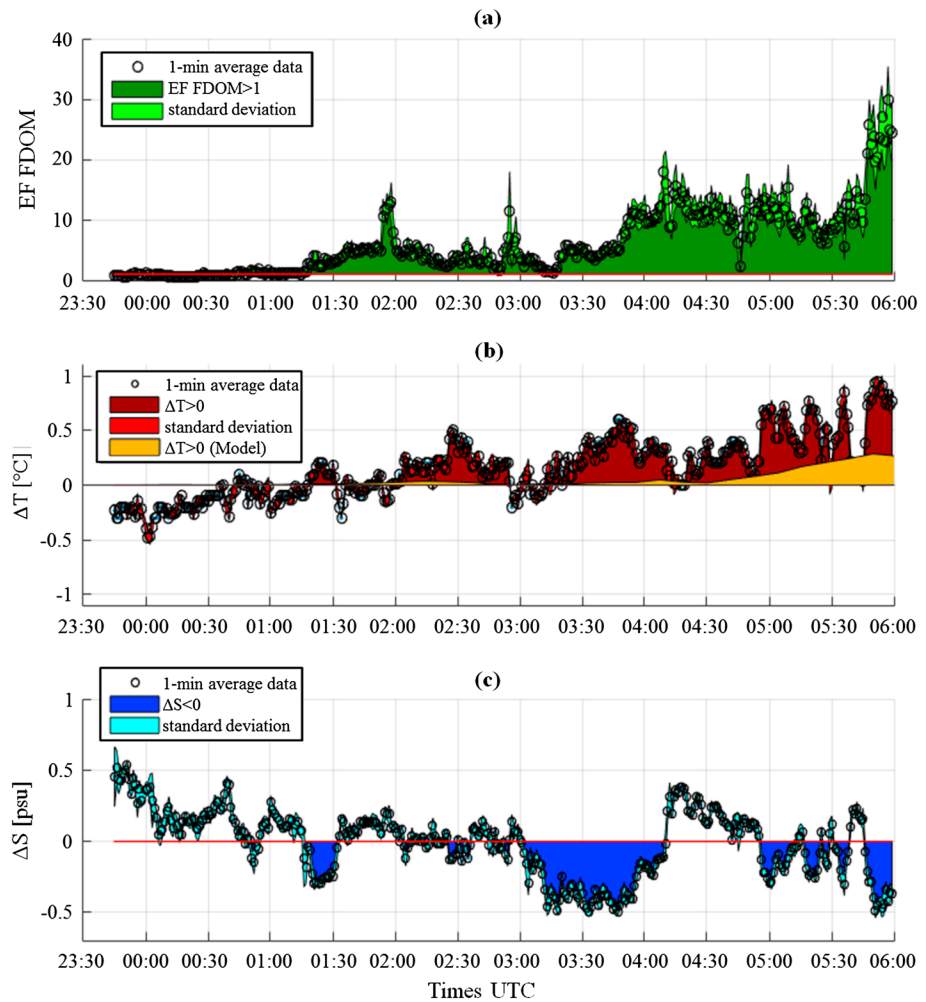 (a)
40
30
20
10
0
EF FDOM
1-min average data
EF FDOM>1
standard deviation
23:30 00:00 00:30 01:00 01:30 02:00 02:30 03:00 03:30 04:00 04:30 05:00 05:30 06:00
(b)
1
0.5
0
-0.5
-1
ΔT [°C]
1-min average data
ΔT>0
standard deviation
ΔT>0 (Model)
23:30 00:00 00:30 01:00 01:30 02:00 02:30 03:00 03:30 04:00 04:30 05:00 05:30 06:00
(c)
1
0.5
0
-0.5
ΔS [psu]
1-min average data
ΔS<0
standard deviation
23:30 00:00 00:30 01:00 01:30 02:00 02:30 03:00 03:30 04:00 04:30 05:00 05:30 06:00
Times UTC